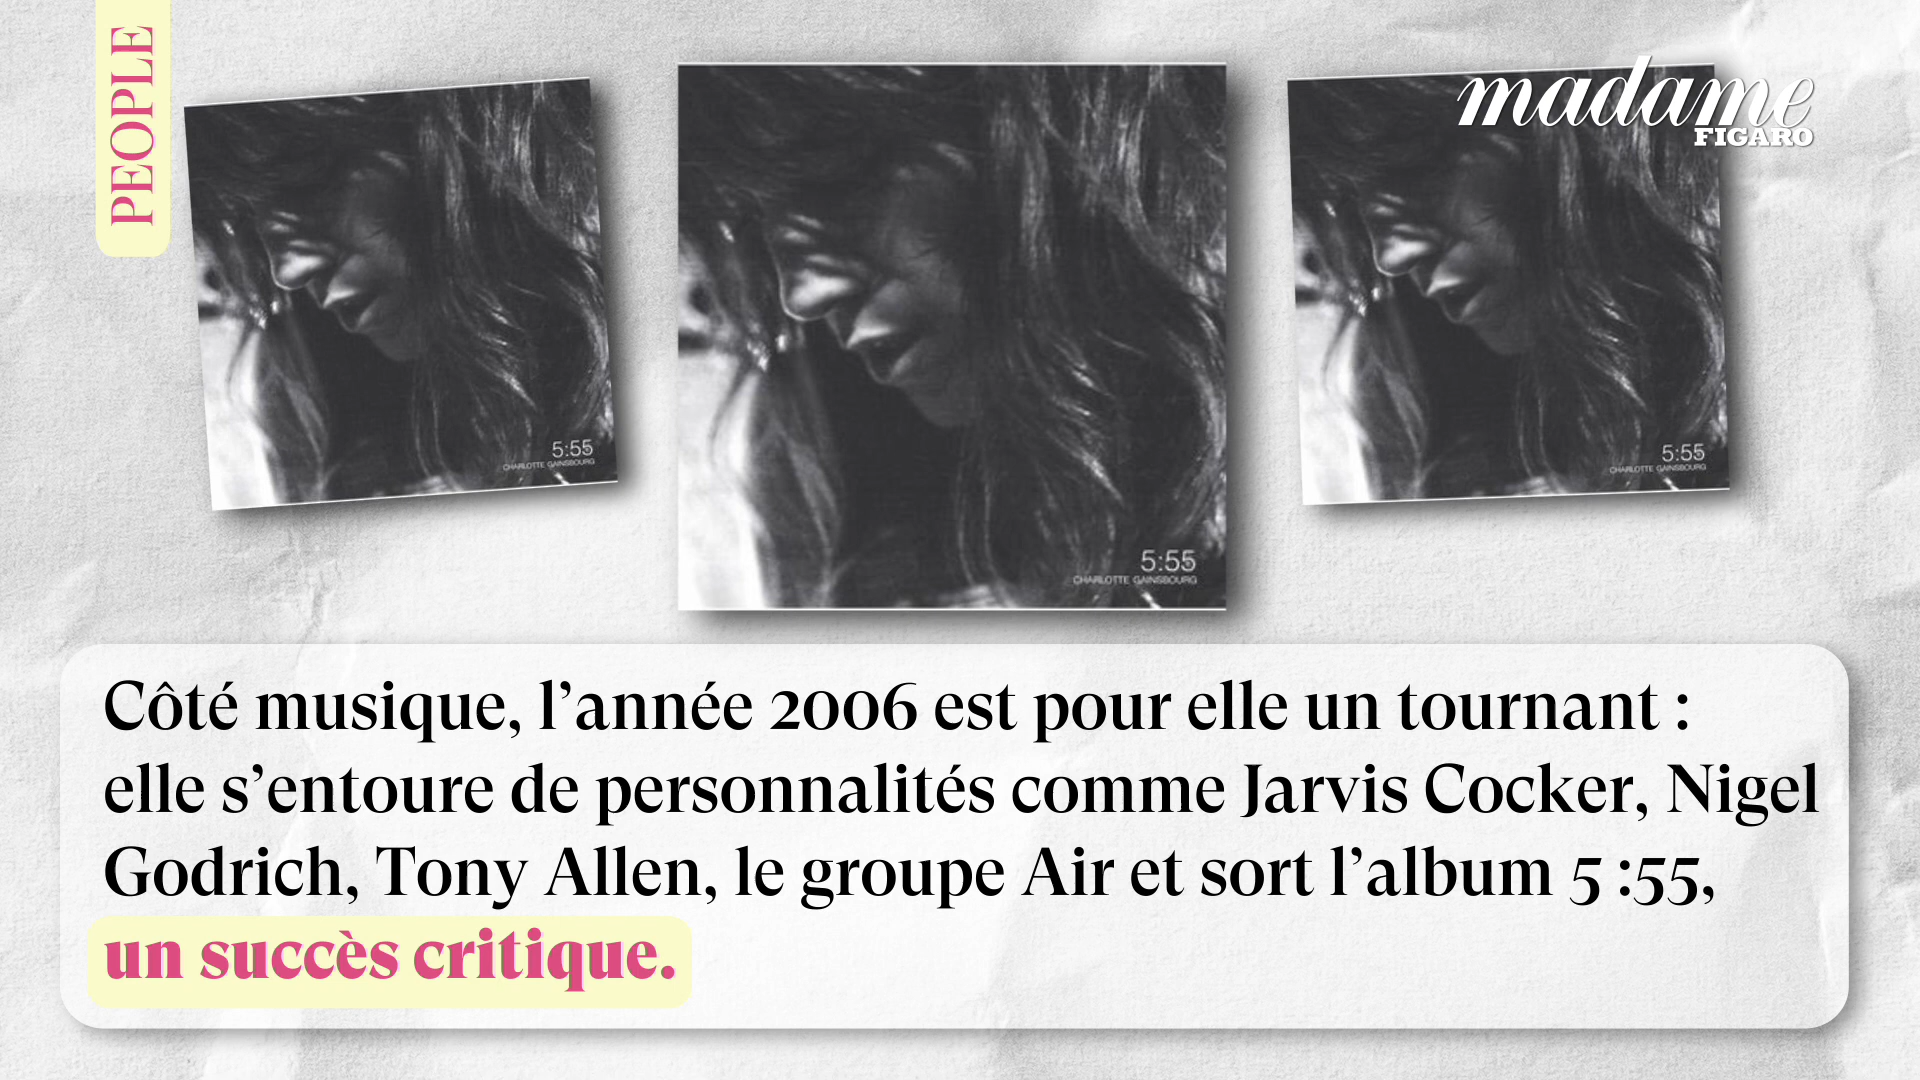 PEOPLE
madame
FIGARO
5:55
CHARLOTTE GAINSBOURG
5:55
CHARLOTTE GAINSBOURG
5:55
CHARLOTTE GAINSBOURG
Côté musique, l’année 2006 est pour elle un tournant :
elle s’entoure de personnalités comme Jarvis Cocker, Nigel
Godrich, Tony Allen, le groupe Air et sort l’album 5 :55,
un succès critique.